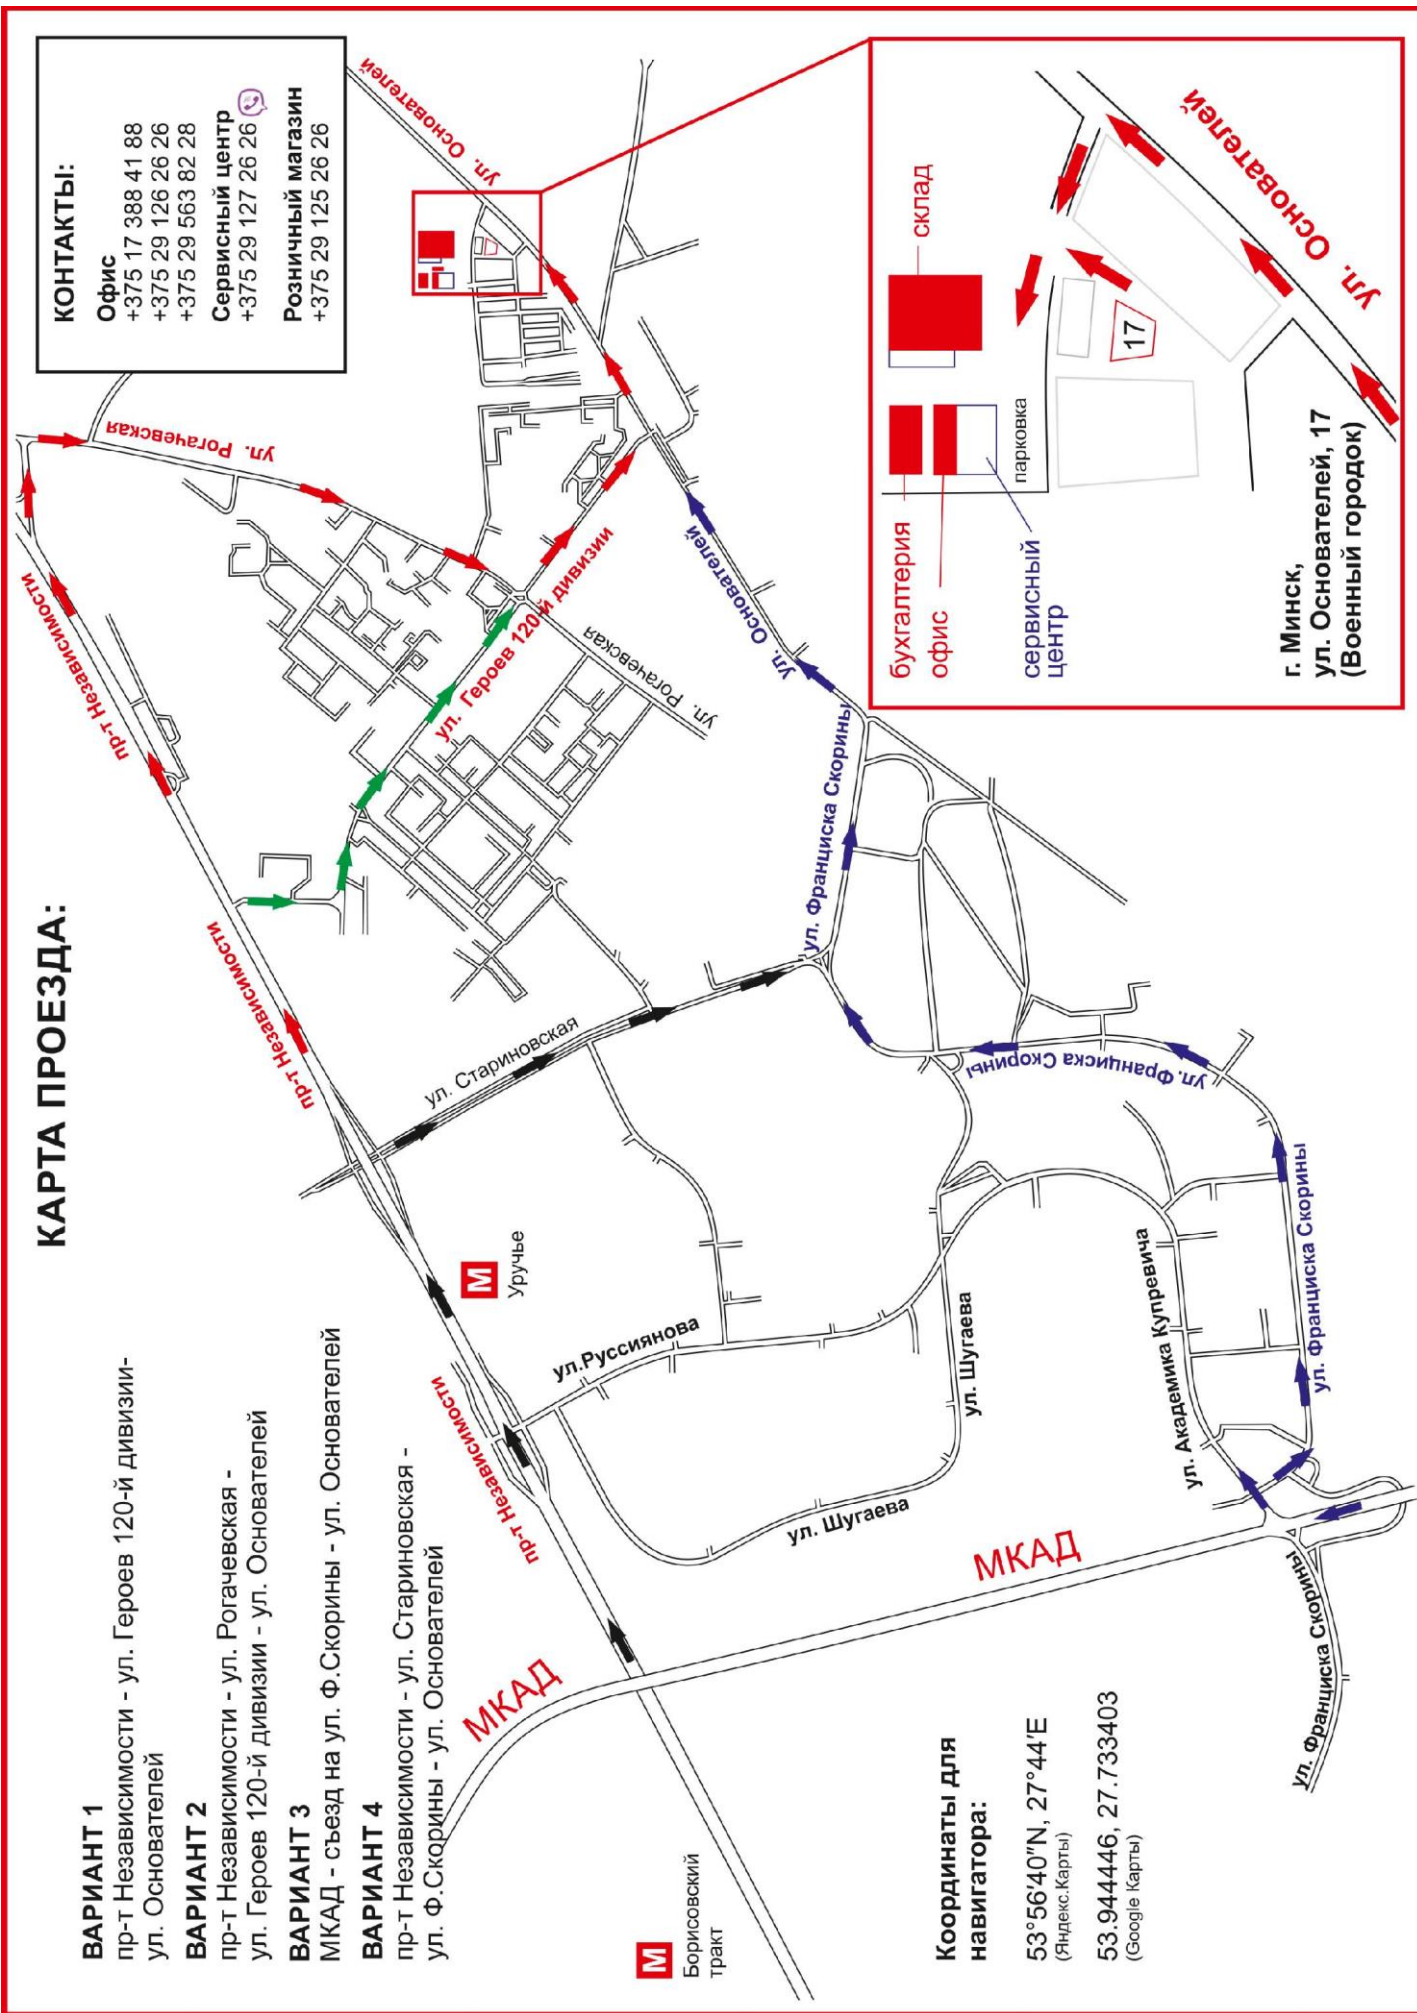 КАРТА ПРОЕЗДА:
ВАРИАНТ 1
пр-т Независимости - ул. Героев 120-й дивизии-
ул. Основателей
ВАРИАНТ 2
пр-т Независимости - ул. Рогачевская -
ул. Героев 120-й дивизии - ул. Основателей
ВАРИАНТ 3
МКАД - съезд на ул. Ф.Скорины - ул. Основателей
ВАРИАНТ 4
пр-т Независимости - ул. Стариновская -
ул. Ф.Скорины - ул. Основателей
КОНТАКТЫ:
Офис
+375 17 388 41 88
+375 29 126 26 26
+375 29 563 82 28
Сервисный центр
+375 29 127 26 26
Розничный магазин
+375 29 125 26 26
пр-т Независимости
пр-т Независимости
пр-т Независимости
ул. Рогачевская
ул. Рогачевская
ул. Героев 120-й дивизии
ул. Основателей
ул. Основателей
ул. Стариновская
М
Уручье
ул.Руссиянова
ул. Шугаева
ул. Шугаева
ул. Академика Купревича
ул. Франциска Скорины
ул. Франциска Скорины
ул. Франциска Скорины
ул. Франциска Скорины
МКАД
МКАД
М
Борисовский
тракт
Координаты для
навигатора:
53°56'40"N, 27°44'E
(Яндекс.Карты)
53.944446, 27.733403
(Google Карты)
бухгалтерия
офис
сервисный
центр
парковка
склад
17
ул. Основателей
г. Минск,
ул. Основателей, 17
(Военный городок)